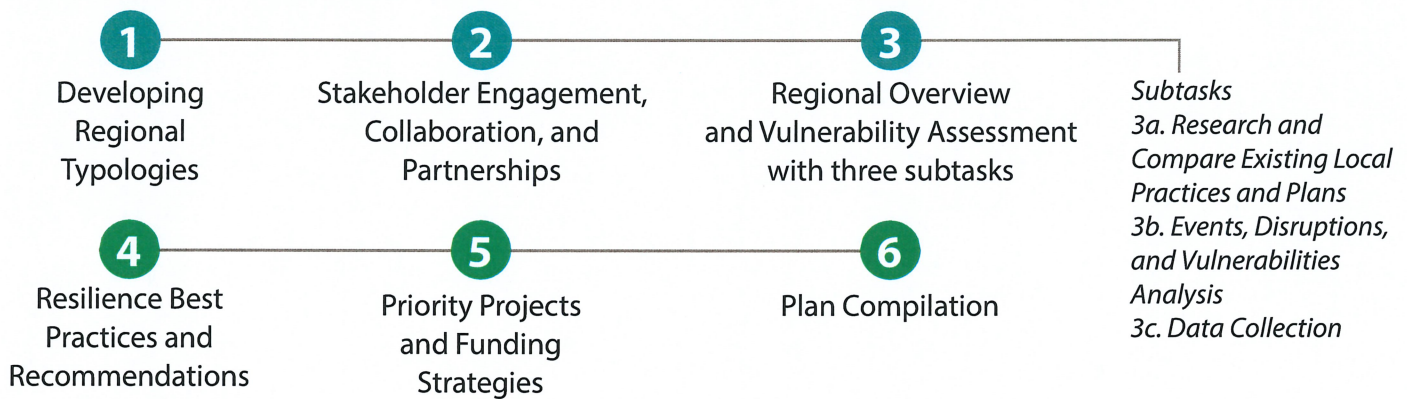 1
Developing
Regional
Typologies
2
Stakeholder Engagement,
Collaboration, and
Partnerships
3
Regional Overview
and Vulnerability Assessment
with three subtasks
Subtasks
3a. Research and
Compare Existing Local
Practices and Plans
3b. Events, Disruptions,
and Vulnerabilities
Analysis
3c. Data Collection
4
Resilience Best
Practices and
Recommendations
5
Priority Projects
and Funding
Strategies
6
Plan Compilation